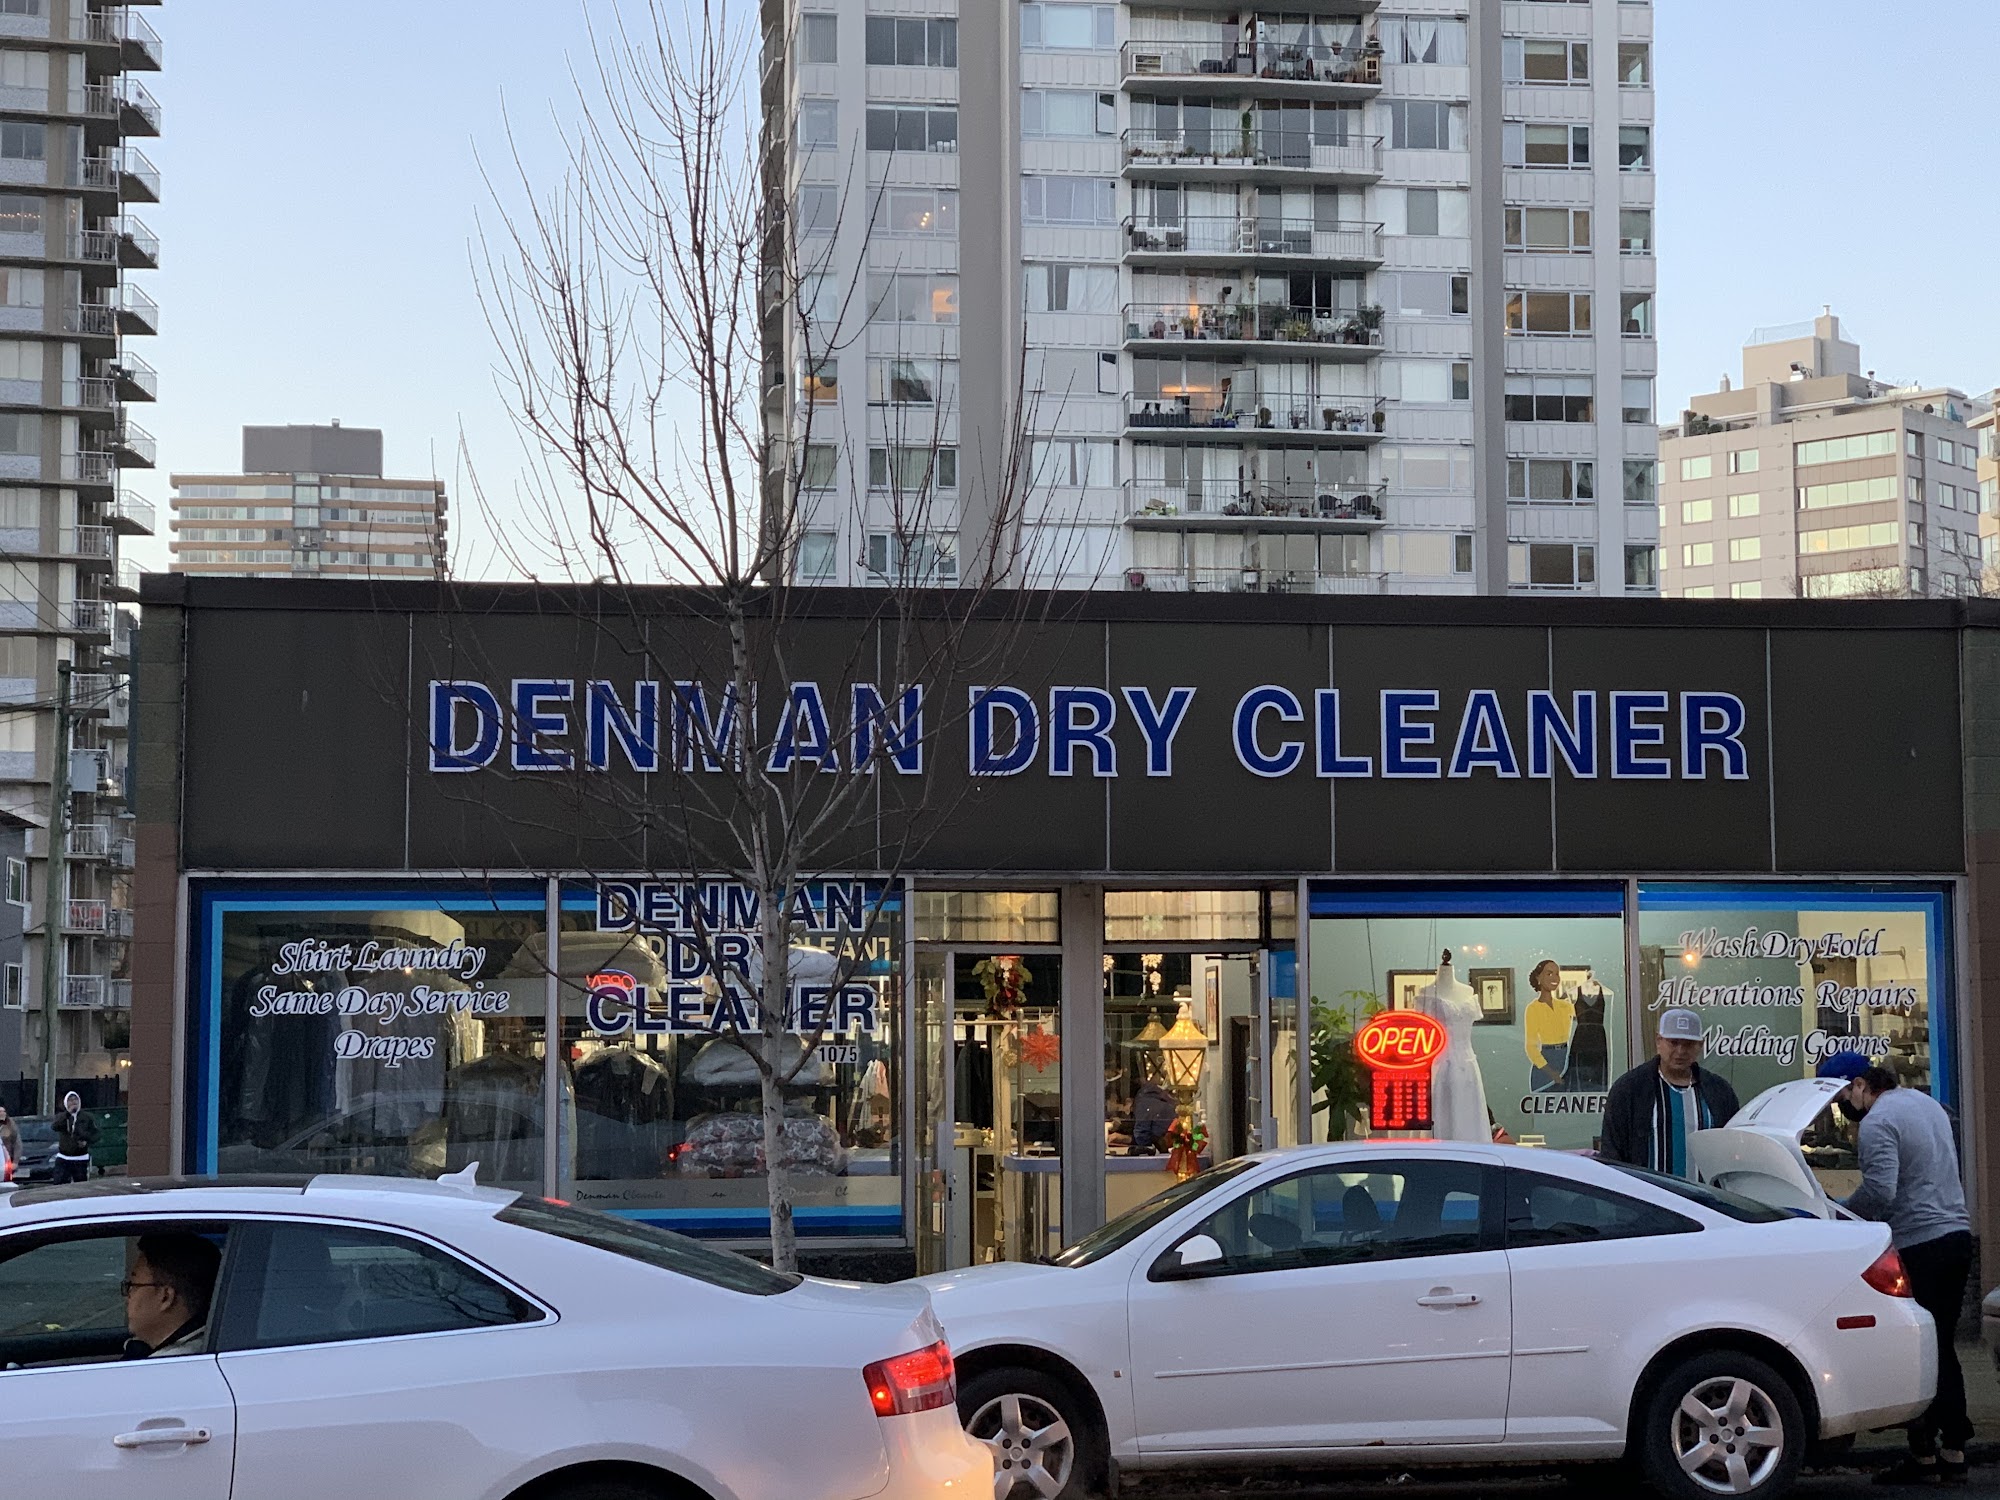 DENMAN DRY CLEANER
Shirt Laundry
Same Day Service
Drapes
DENMAN
DRY
CLEANER
OPEN
1075
OPEN
CLEANER
Wash Dry Fold
Alterations Repairs
Wedding Gowns